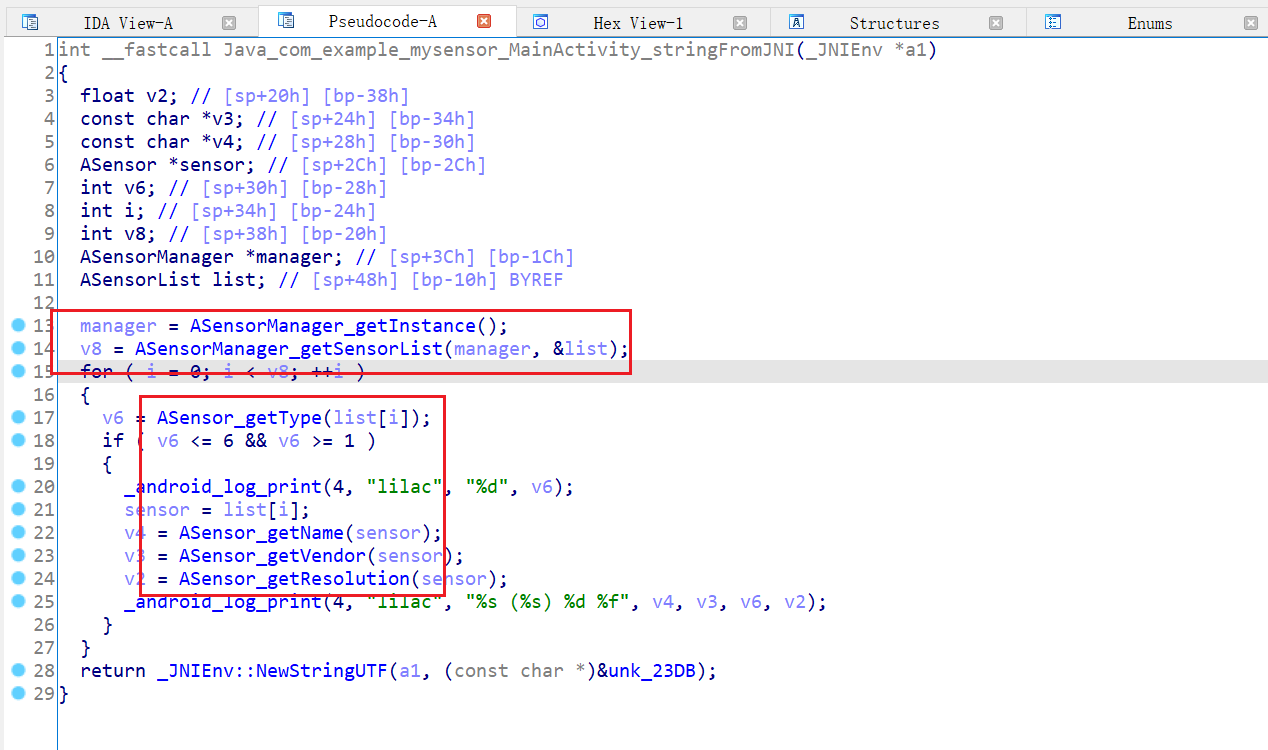 IDA View-A Pseudocode-A Hex View-1 Structures Enums
1 int __fastcall Java_com_example_mysensor_MainActivity_stringFromJNI(_JNIEnv *a1)
2 {
3 float v2; // [sp+20h] [bp-38h]
4 const char *v3; // [sp+24h] [bp-34h]
5 const char *v4; // [sp+28h] [bp-30h]
6 ASensor *sensor; // [sp+2Ch] [bp-2Ch]
7 int v6; // [sp+30h] [bp-28h]
8 int i; // [sp+34h] [bp-24h]
9 int v8; // [sp+38h] [bp-20h]
10 ASensorManager *manager; // [sp+3Ch] [bp-1Ch]
11 ASensorList list; // [sp+48h] [bp-10h] BYREF
12
13 manager = ASensorManager_getInstance();
14 v8 = ASensorManager_getSensorList(manager, &list);
15 for ( i = 0; i < v8; ++i )
16 {
17 v6 = ASensor_getType(list[i]);
18 if ( v6 <= 6 && v6 >= 1 )
19 {
20 _android_log_print(4, "lilac", "%d", v6);
21 sensor = list[i];
22 v4 = ASensor_getName(sensor);
23 v3 = ASensor_getVendor(sensor);
24 v2 = ASensor_getResolution(sensor);
25 _android_log_print(4, "lilac", "%s (%s) %d %f", v4, v3, v6, v2);
26 }
27 }
28 return _JNIEnv::NewStringUTF(a1, (const char *)&unk_23DB);
29 }